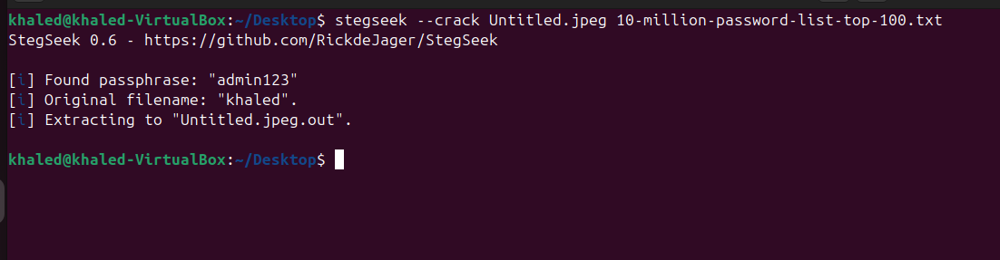 khaled@khaled-VirtualBox:~/Desktop$ stegseek --crack Untitled.jpeg 10-million-password-list-top-100.txt
StegSeek 0.6 - https://github.com/RickdeJager/StegSeek
[i] Found passphrase: "admin123"
[i] Original filename: "khaled".
[i] Extracting to "Untitled.jpeg.out".
khaled@khaled-VirtualBox:~/Desktop$